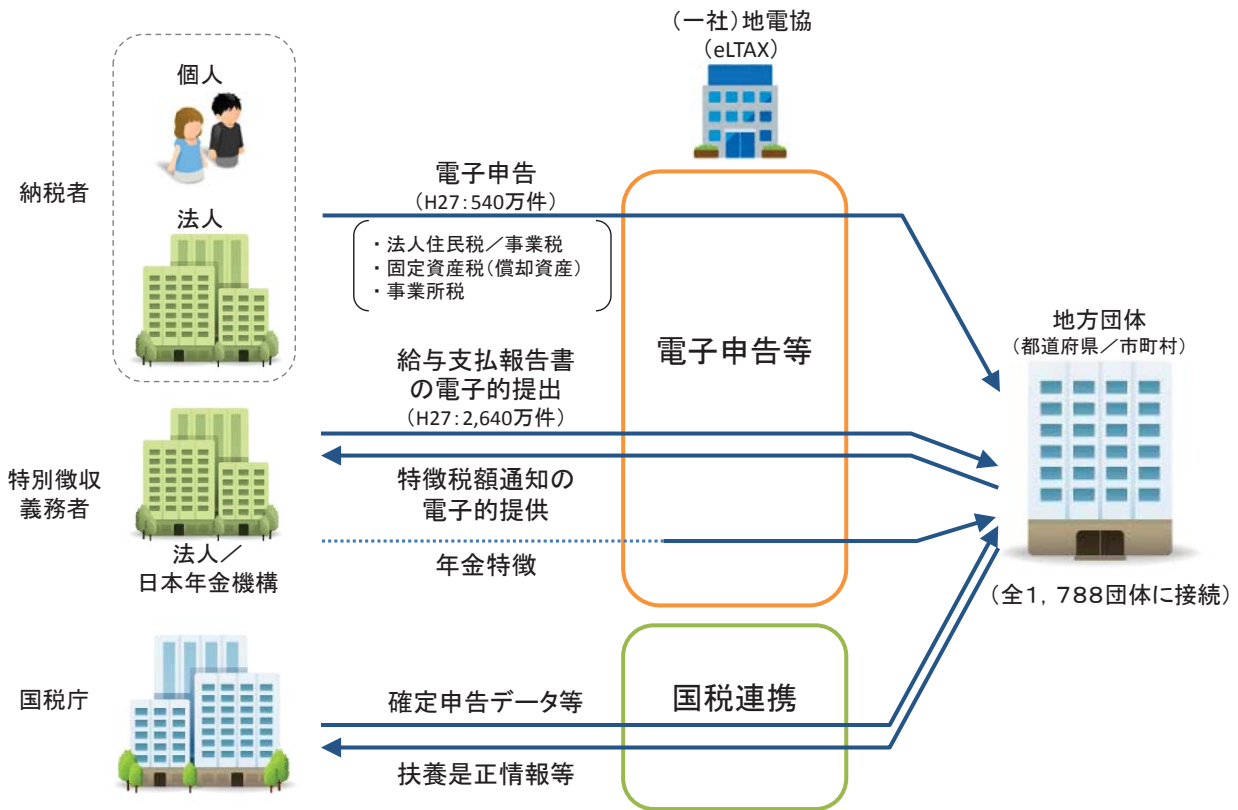 (一社)地電協
(eLTAX)
納税者
個人
法人
電子申告
(H27:540万件)
・法人住民税／事業税
・固定資産税(償却資産)
・事業所税
電子申告等
地方団体
(都道府県／市町村)
(全1，788団体に接続)
給与支払報告書
の電子的提出
(H27:2,640万件)
特別徴収
義務者
法人／
日本年金機構
特徴税額通知の
電子的提供
年金特徴
国税庁
確定申告データ等
国税連携
扶養是正情報等